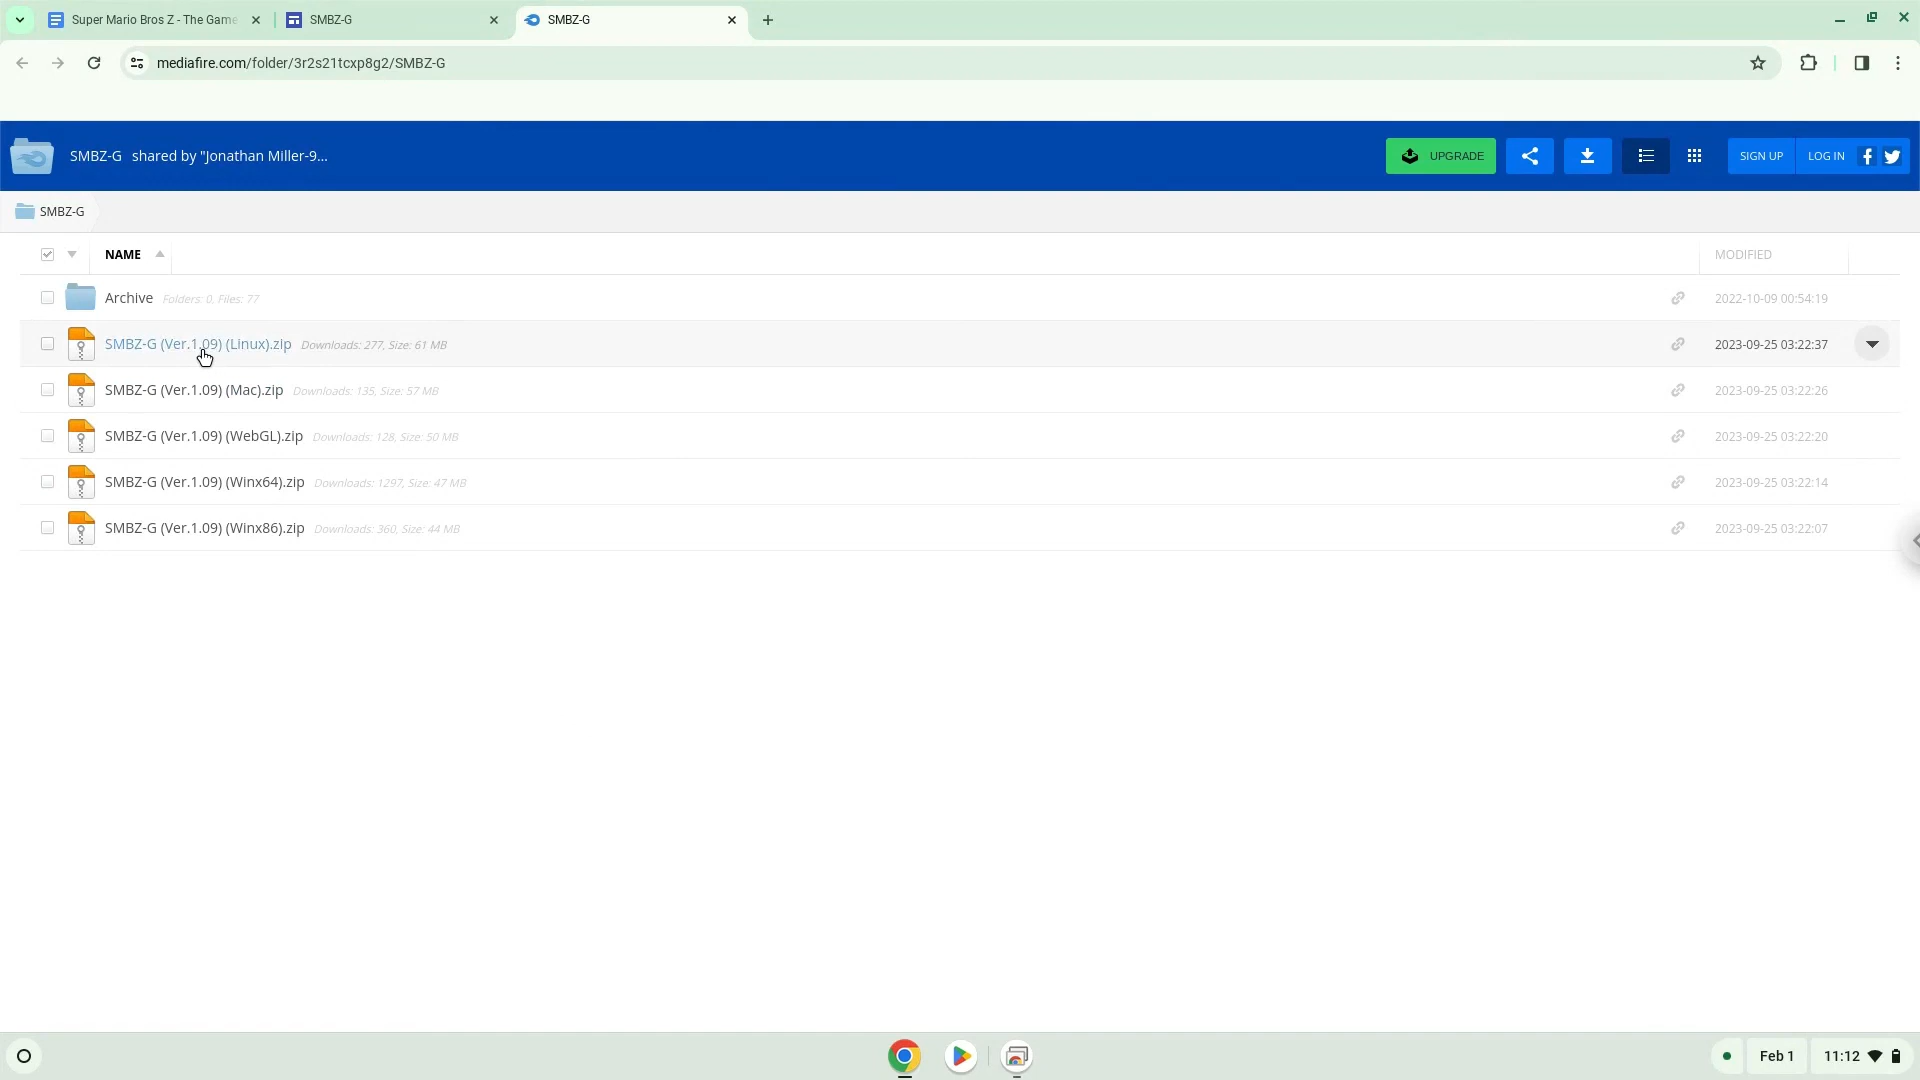 Super Mario Bros Z - The Game
SMBZ-G
SMBZ-G
mediafire.com/folder/3r2s21tcxp8g2/SMBZ-G
SMBZ-G shared by "Jonathan Miller-9...
UPGRADE
SIGN UP
LOG IN
SMBZ-G
NAME
MODIFIED
Archive Folders: 0, Files: 77 2022-10-09 00:54:19
SMBZ-G (Ver.1.09) (Linux).zip Downloads: 277, Size: 61 MB 2023-09-25 03:22:37
SMBZ-G (Ver.1.09) (Mac).zip Downloads: 135, Size: 57 MB 2023-09-25 03:22:26
SMBZ-G (Ver.1.09) (WebGL).zip Downloads: 128, Size: 50 MB 2023-09-25 03:22:20
SMBZ-G (Ver.1.09) (Winx64).zip Downloads: 1297, Size: 47 MB 2023-09-25 03:22:14
SMBZ-G (Ver.1.09) (Winx86).zip Downloads: 360, Size: 44 MB 2023-09-25 03:22:07
Feb 1
11:12